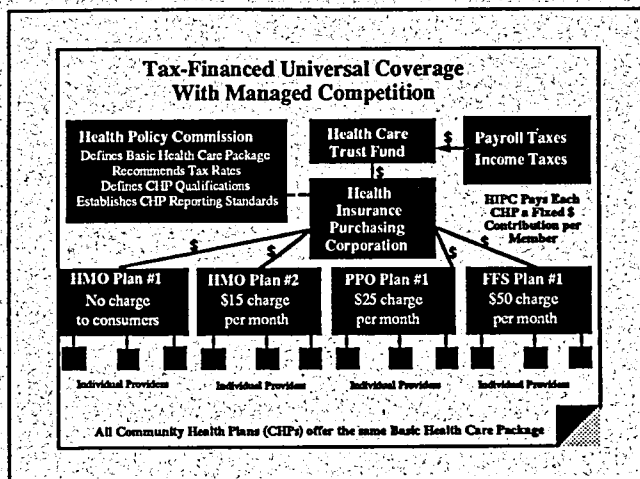 Tax-Financed Universal Coverage
With Managed Competition
Health Policy Commission
Defines Basic Health Care Package
Recommends Tax Rates
Defines CHP Qualifications
Establishes CHP Reporting Standards
Health Care
Trust Fund
$
Payroll Taxes
Income Taxes
$
Health
Insurance
Purchasing
Corporation
HIPC Pays Each
CHP a Fixed $
Contribution per
Member
$
$
$
$
HMO Plan #1
No charge
to consumers
HMO Plan #2
$15 charge
per month
PPO Plan #1
$25 charge
per month
FFS Plan #1
$50 charge
per month
Individual Providers
Individual Providers
Individual Providers
Individual Providers
All Community Health Plans (CHPs) offer the same Basic Health Care Package